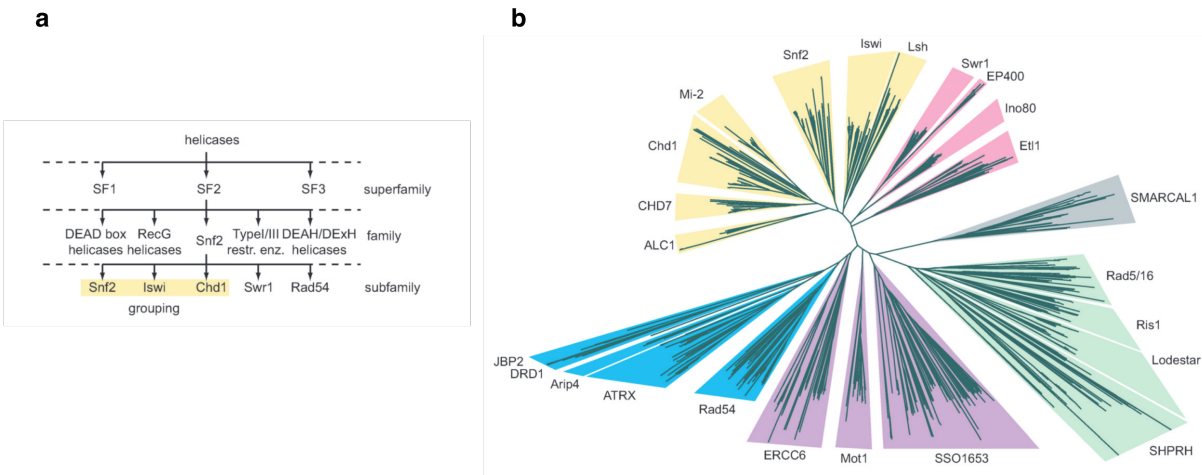 a
helicases
SF1 SF2 SF3 superfamily
DEAD box helicases RecG helicases Snf2 TypeI/III restr. enz. DEAH/DExH helicases family
Snf2 Iswi Chd1 Swr1 Rad54 subfamily
grouping
b
Snf2
Iswi
Lsh
Swr1
EP400
Ino80
Etl1
Mi-2
Chd1
CHD7
ALC1
SMARCAL1
Rad5/16
Ris1
Lodestar
SHPRH
JBP2
DRD1
Arip4
ATRX
Rad54
ERCC6
Mot1
SSO1653